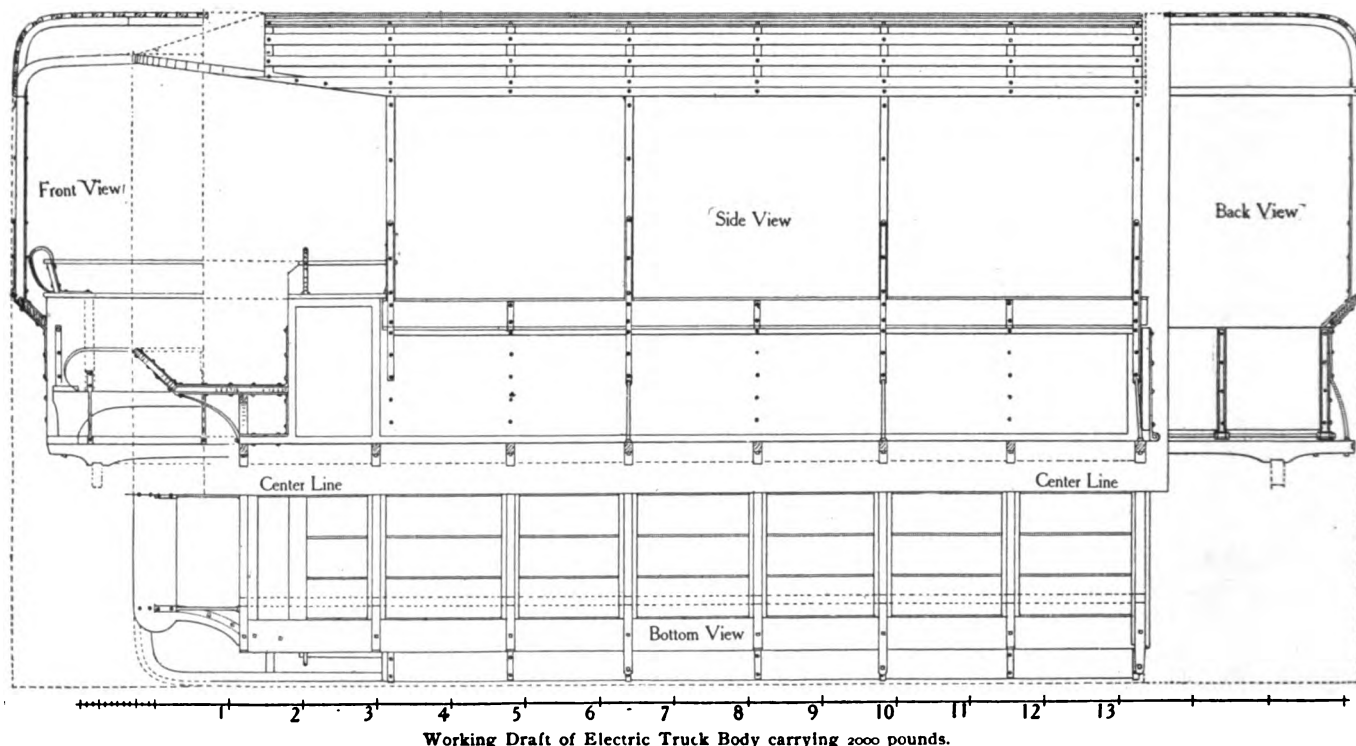 Front View
Side View
Back View
Center Line
Center Line
Bottom View
1 2 3 4 5 6 7 8 9 10 11 12 13
Working Draft of Electric Truck Body carrying 2000 pounds.